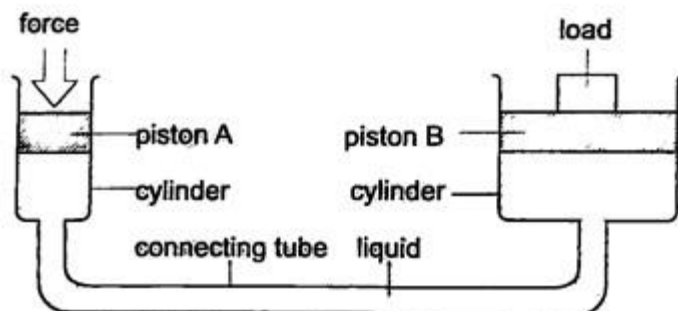 force
load
piston A
piston B
cylinder
cylinder
connecting tube
liquid